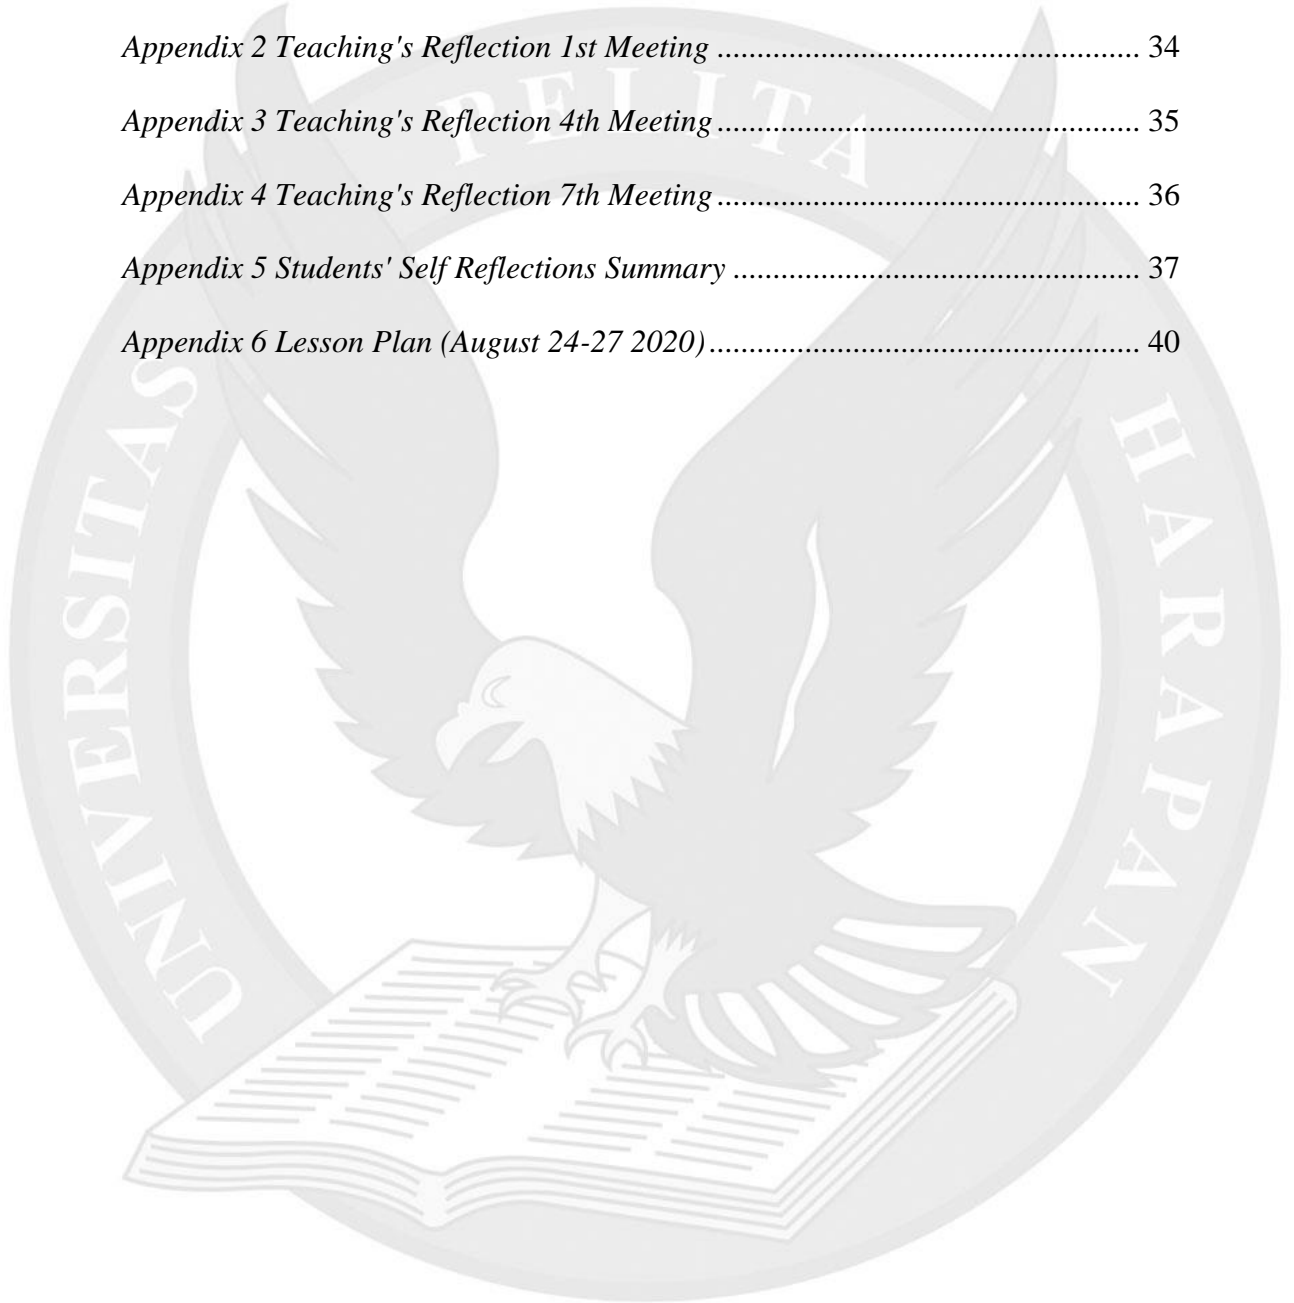 Appendix 2 Teaching's Reflection 1st Meeting ..................................................... 34
Appendix 3 Teaching's Reflection 4th Meeting ..................................................... 35
Appendix 4 Teaching's Reflection 7th Meeting ..................................................... 36
Appendix 5 Students' Self Reflections Summary ................................................... 37
Appendix 6 Lesson Plan (August 24-27 2020) ...................................................... 40
UNIVERSITAS PELITA HARAPAN